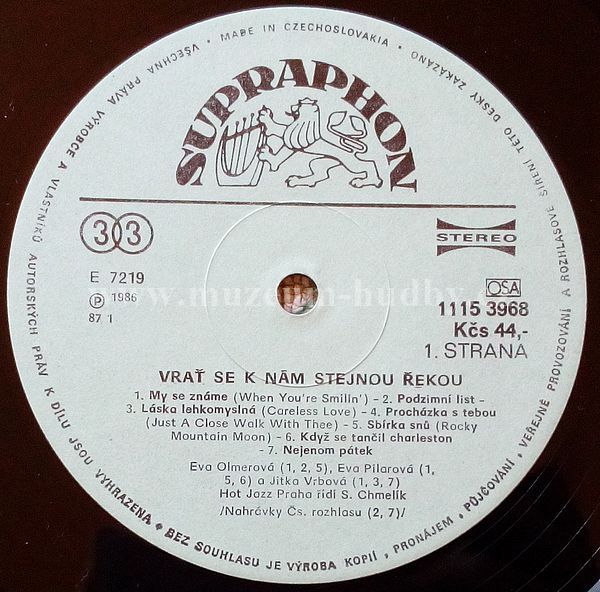 VŠECHNA PRÁVA VÝROBCE A VLASTNÍKŮ AUTORSKÝCH PRÁV K DÍLU JSOU VYHRAZENA • BEZ SOUHLASU JE VÝROBA KOPIÍ, PRONÁJEM, PŮJČOVÁNÍ, VEŘEJNÉ PROVOZOVÁNÍ A ROZHLASOVÉ ŠÍŘENÍ TÉTO DESKY ZAKÁZÁNO • MADE IN CZECHOSLOVAKIA •
SUPRAPHON
33
STEREO
E 7219
℗ 1986
87 1
OSA
1115 3968
Kčs 44,-
1. STRANA
www.muzeum-hudby.
VRAŤ SE K NÁM STEJNOU ŘEKOU
1. My se známe (When You're Smilin') – 2. Podzimní list –
3. Láska lehkomyslná (Careless Love) – 4. Procházka s tebou
(Just A Close Walk With Thee) – 5. Sbírka snů (Rocky
Mountain Moon) – 6. Když se tančil charleston
– 7. Nejenom pátek
Eva Olmerová (1, 2, 5), Eva Pilarová (1,
5, 6) a Jitka Vrbová (1, 3, 7)
Hot Jazz Praha řídí S. Chmelík
/Nahrávky Čs. rozhlasu (2, 7)/